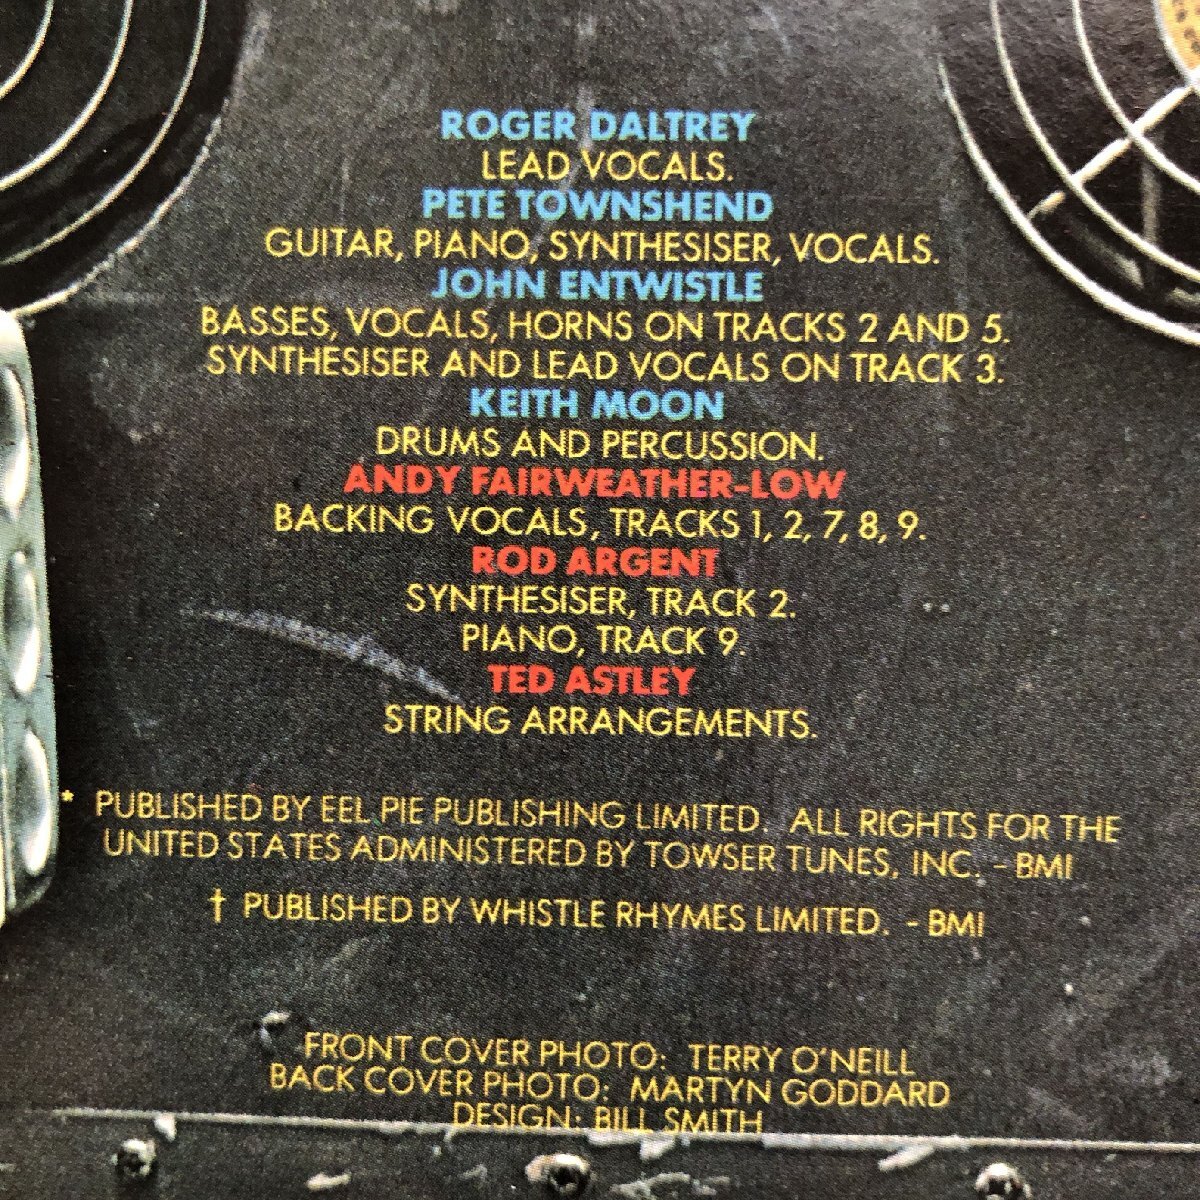 ROGER DALTREY
LEAD VOCALS.
PETE TOWNSHEND
GUITAR, PIANO, SYNTHESISER, VOCALS.
JOHN ENTWISTLE
BASSES, VOCALS, HORNS ON TRACKS 2 AND 5.
SYNTHESISER AND LEAD VOCALS ON TRACK 3.
KEITH MOON
DRUMS AND PERCUSSION.
ANDY FAIRWEATHER-LOW
BACKING VOCALS, TRACKS 1, 2, 7, 8, 9.
ROD ARGENT
SYNTHESISER, TRACK 2.
PIANO, TRACK 9.
TED ASTLEY
STRING ARRANGEMENTS.
* PUBLISHED BY EEL PIE PUBLISHING LIMITED. ALL RIGHTS FOR THE
UNITED STATES ADMINISTERED BY TOWSER TUNES, INC. - BMI
† PUBLISHED BY WHISTLE RHYMES LIMITED. - BMI
FRONT COVER PHOTO: TERRY O'NEILL
BACK COVER PHOTO: MARTYN GODDARD
DESIGN: BILL SMITH